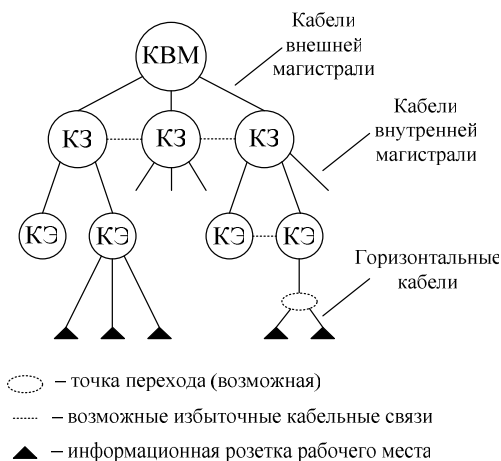 Кабели
внешней
магистрали
КВМ
Кабели
внутренней
магистрали
КЗ
КЗ
КЗ
КЭ
КЭ
КЭ
КЭ
Горизонтальные
кабели
– точка перехода (возможная)
– возможные избыточные кабельные связи
– информационная розетка рабочего места